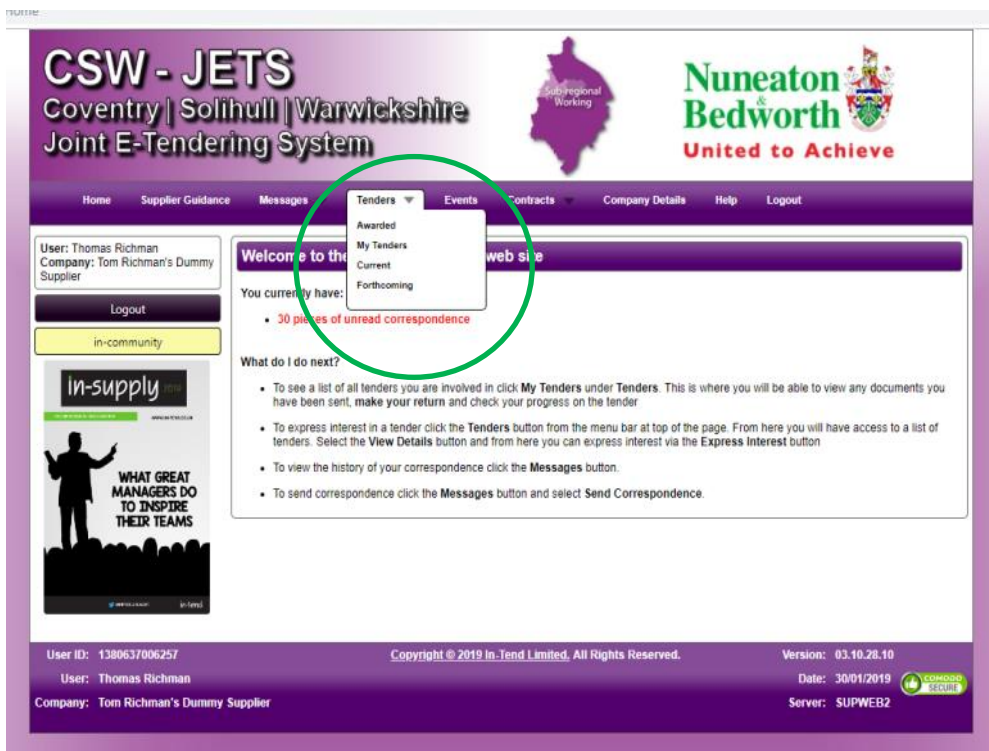 Home
CSW - JETS
Coventry | Solihull | Warwickshire
Joint E-Tendering System
Sub-regional
Working
Nuneaton
&
Bedworth
United to Achieve
Home Supplier Guidance Messages Tenders Events Contracts Company Details Help Logout
Awarded
My Tenders
Current
Forthcoming
User: Thomas Richman
Company: Tom Richman's Dummy
Supplier
Logout
in-community
in-supply
WHAT GREAT
MANAGERS DO
TO INSPIRE
THEIR TEAMS
in-tend
Welcome to the web site
You currently have:
• 30 pieces of unread correspondence
What do I do next?
• To see a list of all tenders you are involved in click My Tenders under Tenders. This is where you will be able to view any documents you
have been sent, make your return and check your progress on the tender
• To express interest in a tender click the Tenders button from the menu bar at top of the page. From here you will have access to a list of
tenders. Select the View Details button and from here you can express interest via the Express Interest button
• To view the history of your correspondence click the Messages button.
• To send correspondence click the Messages button and select Send Correspondence.
User ID: 1380637006257 Copyright © 2019 In-Tend Limited. All Rights Reserved. Version: 03.10.28.10
User: Thomas Richman Date: 30/01/2019
COMODO
SECURE
Company: Tom Richman's Dummy Supplier Server: SUPWEB2